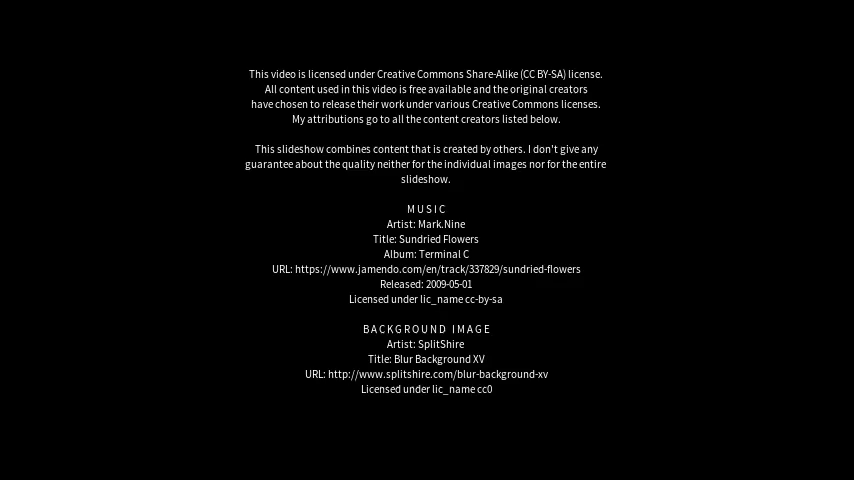 This video is licensed under Creative Commons Share-Alike (CC BY-SA) license.
All content used in this video is free available and the original creators
have chosen to release their work under various Creative Commons licenses.
My attributions go to all the content creators listed below.
This slideshow combines content that is created by others. I don't give any
guarantee about the quality neither for the individual images nor for the entire
slideshow.
MUSIC
Artist: Mark.Nine
Title: Sundried Flowers
Album: Terminal C
URL: https://www.jamendo.com/en/track/337829/sundried-flowers
Released: 2009-05-01
Licensed under lic_name cc-by-sa
BACKGROUND IMAGE
Artist: SplitShire
Title: Blur Background XV
URL: http://www.splitshire.com/blur-background-xv
Licensed under lic_name cc0